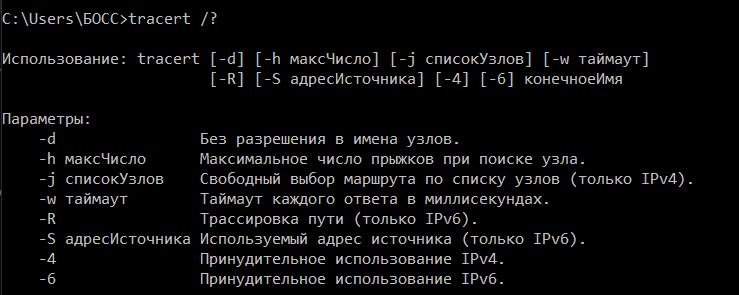 C:\Users\БОСС>tracert /?
Использование: tracert [-d] [-h максЧисло] [-j списокУзлов] [-w таймаут]
[-R] [-S адресИсточника] [-4] [-6] конечноеИмя
Параметры:
-d Без разрешения в имена узлов.
-h максЧисло Максимальное число прыжков при поиске узла.
-j списокУзлов Свободный выбор маршрута по списку узлов (только IPv4).
-w таймаут Таймаут каждого ответа в миллисекундах.
-R Трассировка пути (только IPv6).
-S адресИсточника Используемый адрес источника (только IPv6).
-4 Принудительное использование IPv4.
-6 Принудительное использование IPv6.